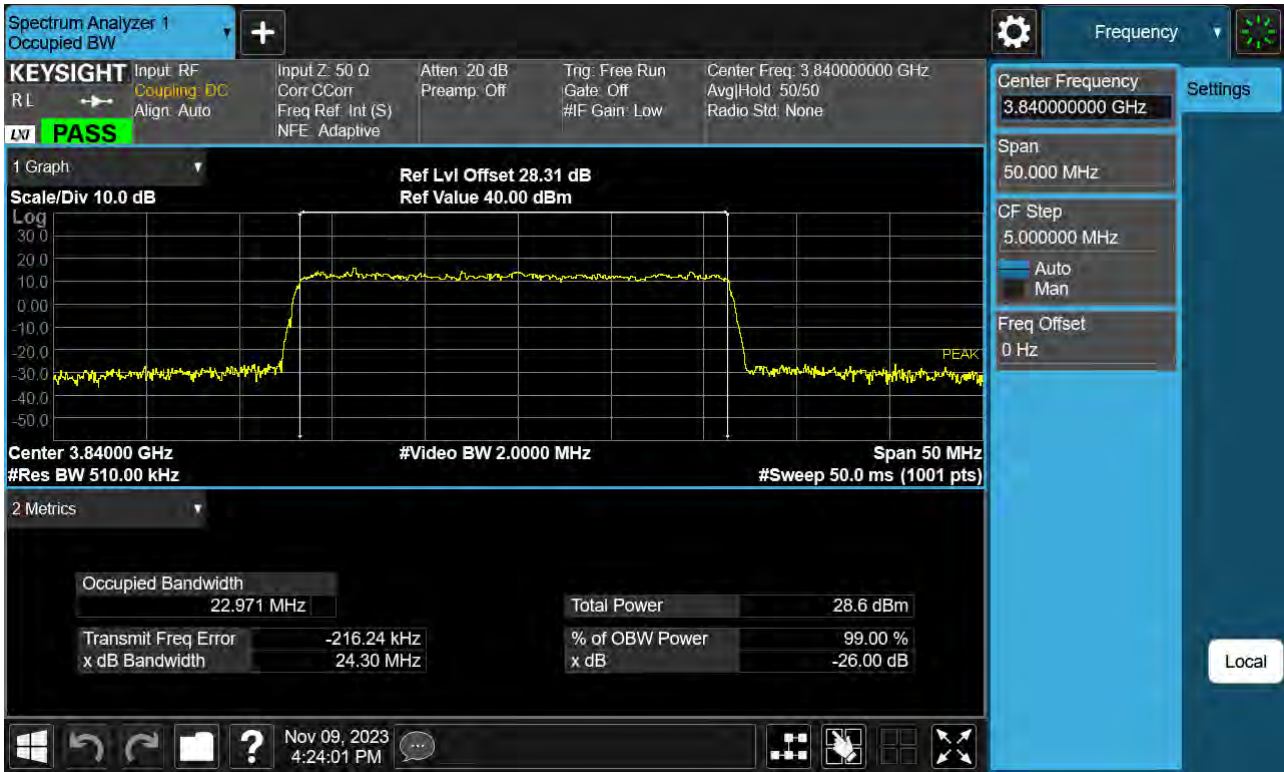 Spectrum Analyzer 1
Occupied BW
+
Frequency
KEYSIGHT
RL
LXI
PASS
Input: RF
Coupling: DC
Align: Auto
Input Z: 50 Ω
Corr CCorr
Freq Ref: Int (S)
NFE: Adaptive
Atten: 20 dB
Preamp: Off
Trig: Free Run
Gate: Off
#IF Gain: Low
Center Freq: 3.840000000 GHz
Avg|Hold: 50/50
Radio Std: None
Center Frequency
3.840000000 GHz
Settings
Span
50.000 MHz
CF Step
5.000000 MHz
Auto
Man
Freq Offset
0 Hz
Local
1 Graph
Scale/Div 10.0 dB
Ref Lvl Offset 28.31 dB
Ref Value 40.00 dBm
Log
30.0
20.0
10.0
0.00
-10.0
-20.0
-30.0
-40.0
-50.0
PEAK
Center 3.84000 GHz
#Video BW 2.0000 MHz
Span 50 MHz
#Res BW 510.00 kHz
#Sweep 50.0 ms (1001 pts)
2 Metrics
Occupied Bandwidth
22.971 MHz
Transmit Freq Error -216.24 kHz
x dB Bandwidth 24.30 MHz
Total Power 28.6 dBm
% of OBW Power 99.00 %
x dB -26.00 dB
?
Nov 09, 2023
4:24:01 PM